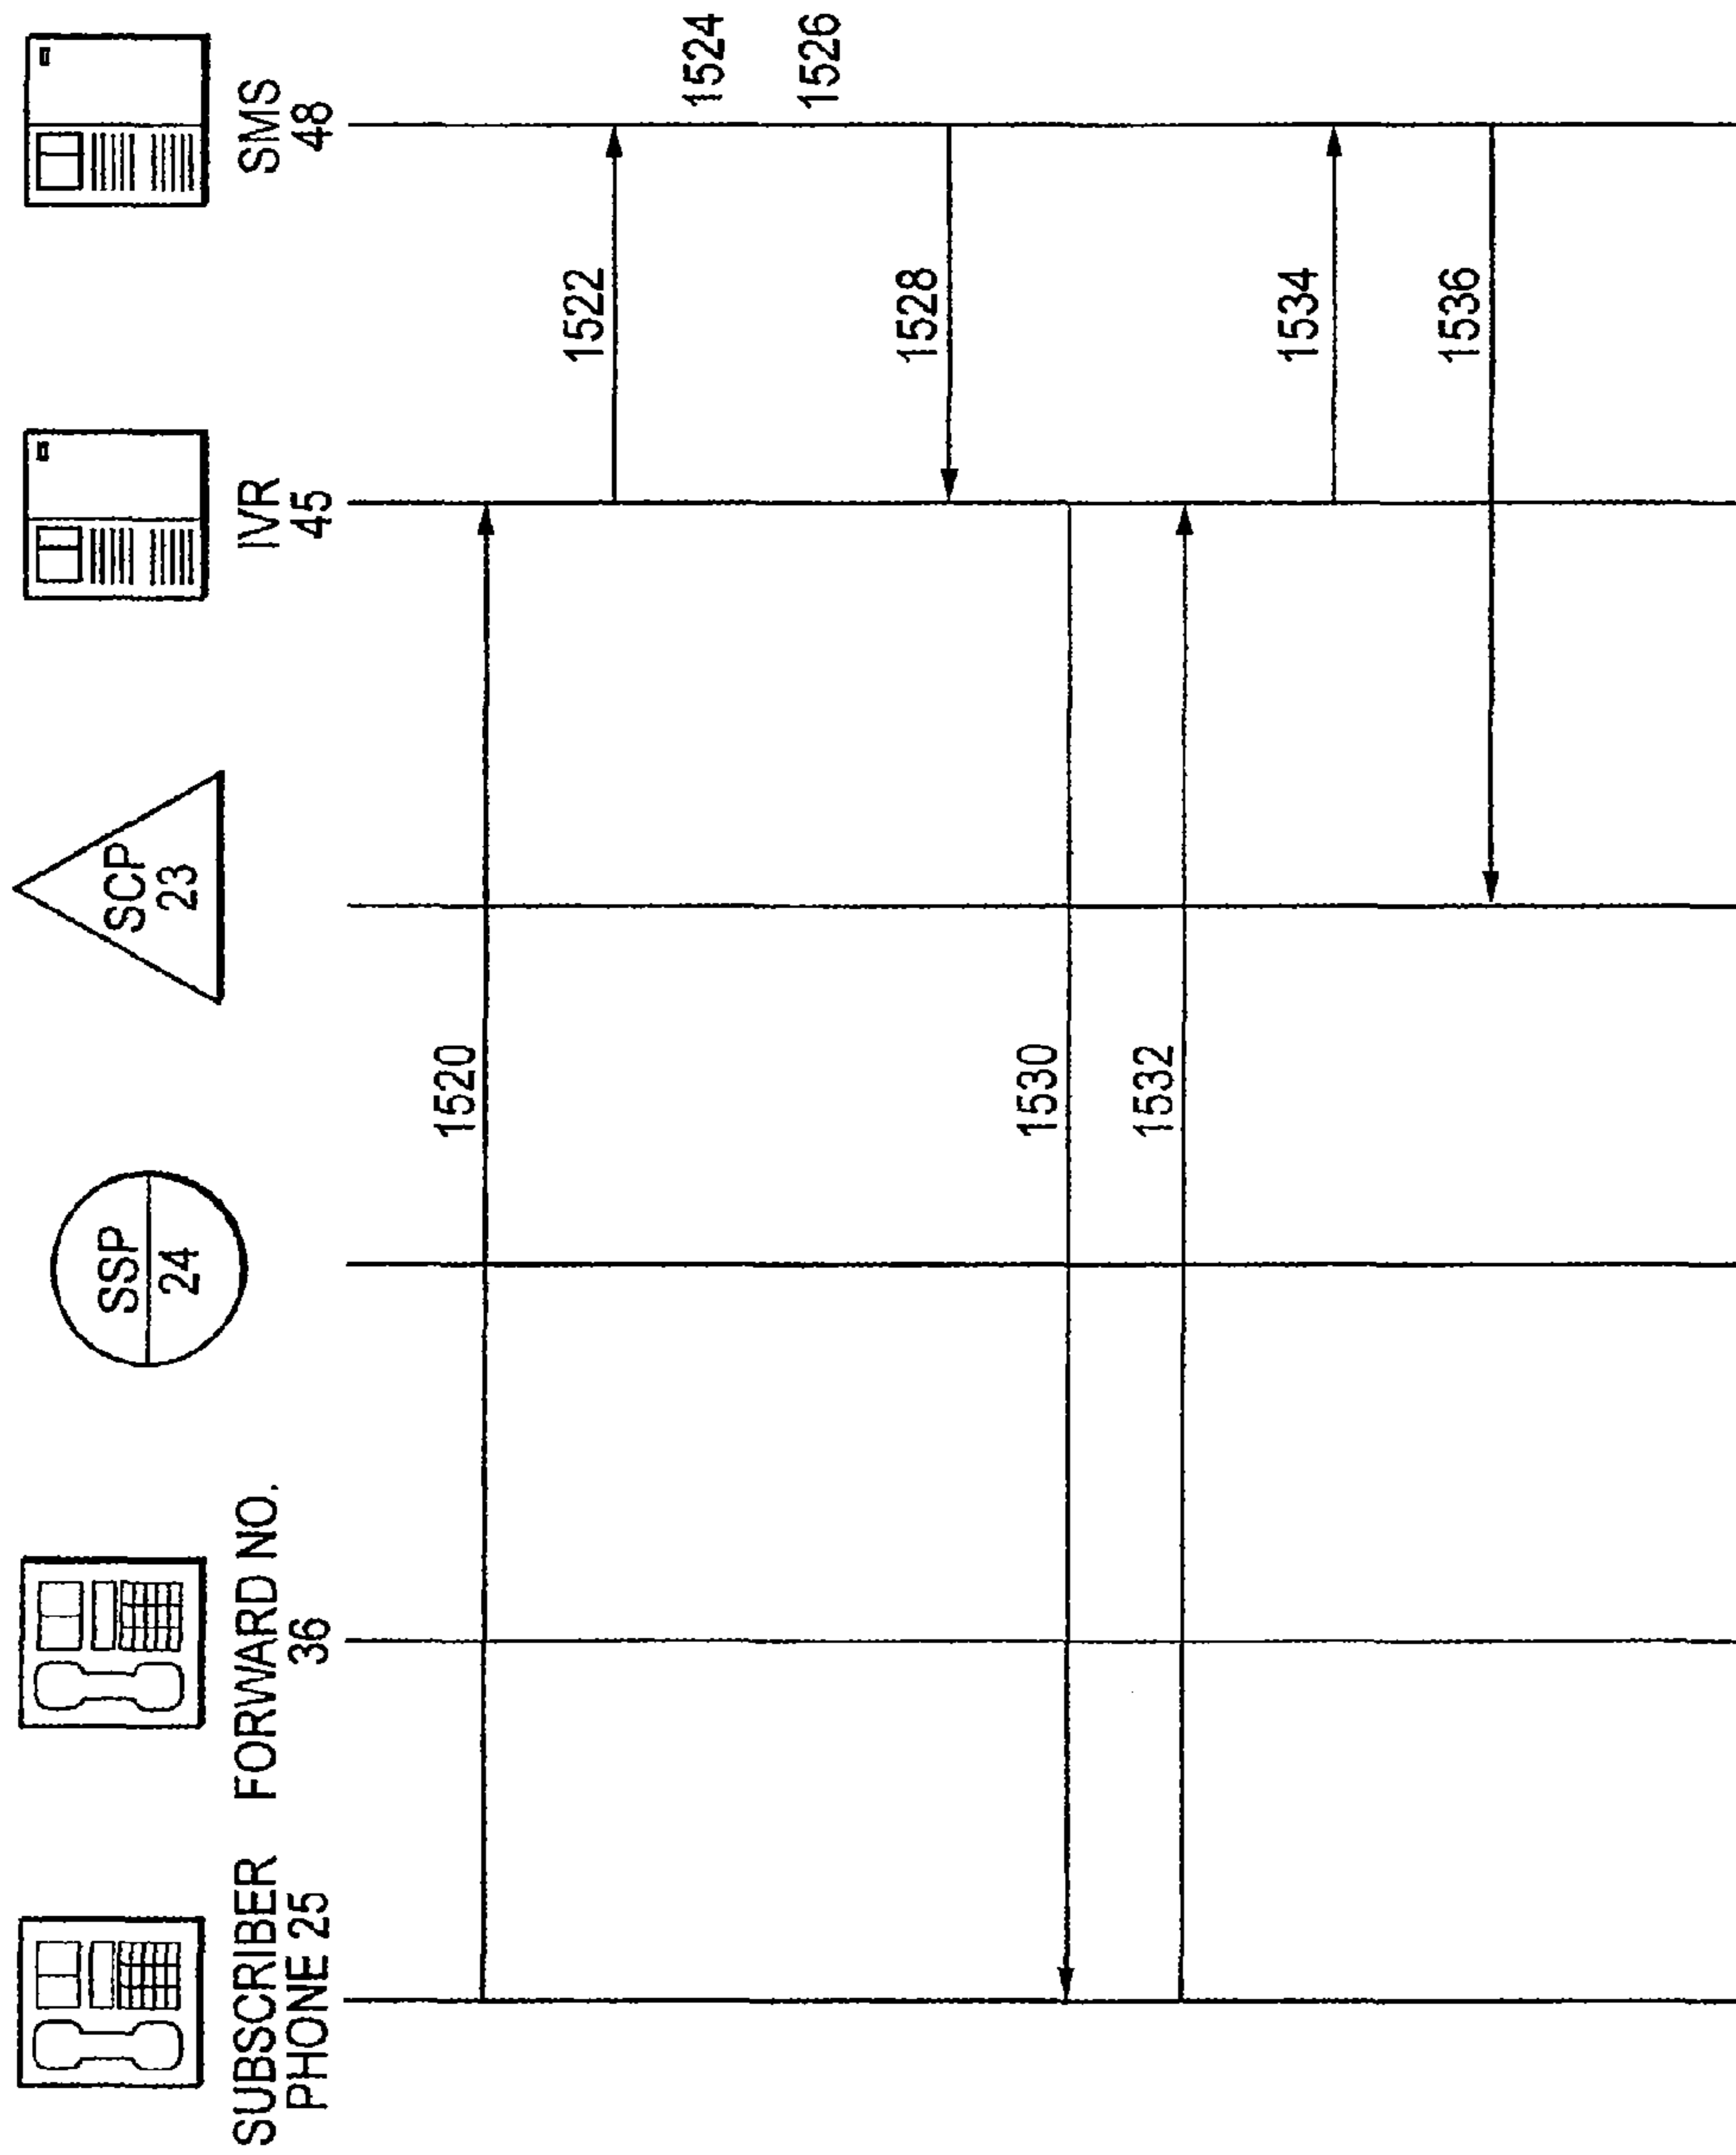 SUBSCRIBER
PHONE 25
FORWARD NO.
36
SSP
24
SCP
23
IVR
45
SMS
48
1520
1522
1524
1526
1528
1530
1532
1534
1536